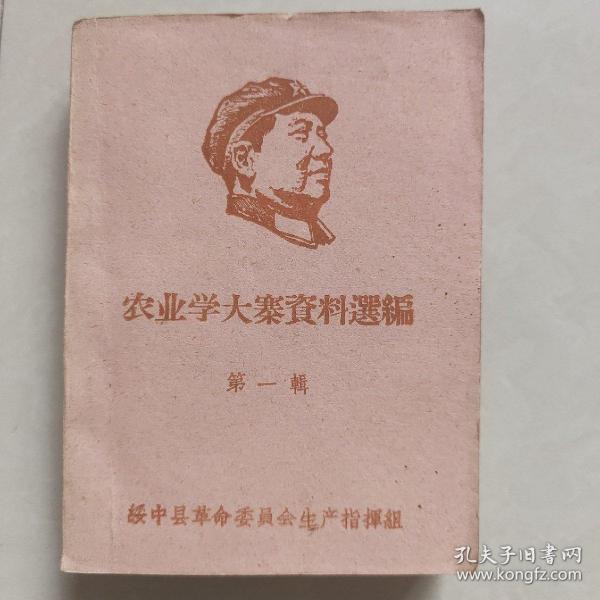 农业学大寨資料選編
第一輯
綏中县革命委員会生产指揮組
孔夫子旧書网
www.kongfz.com